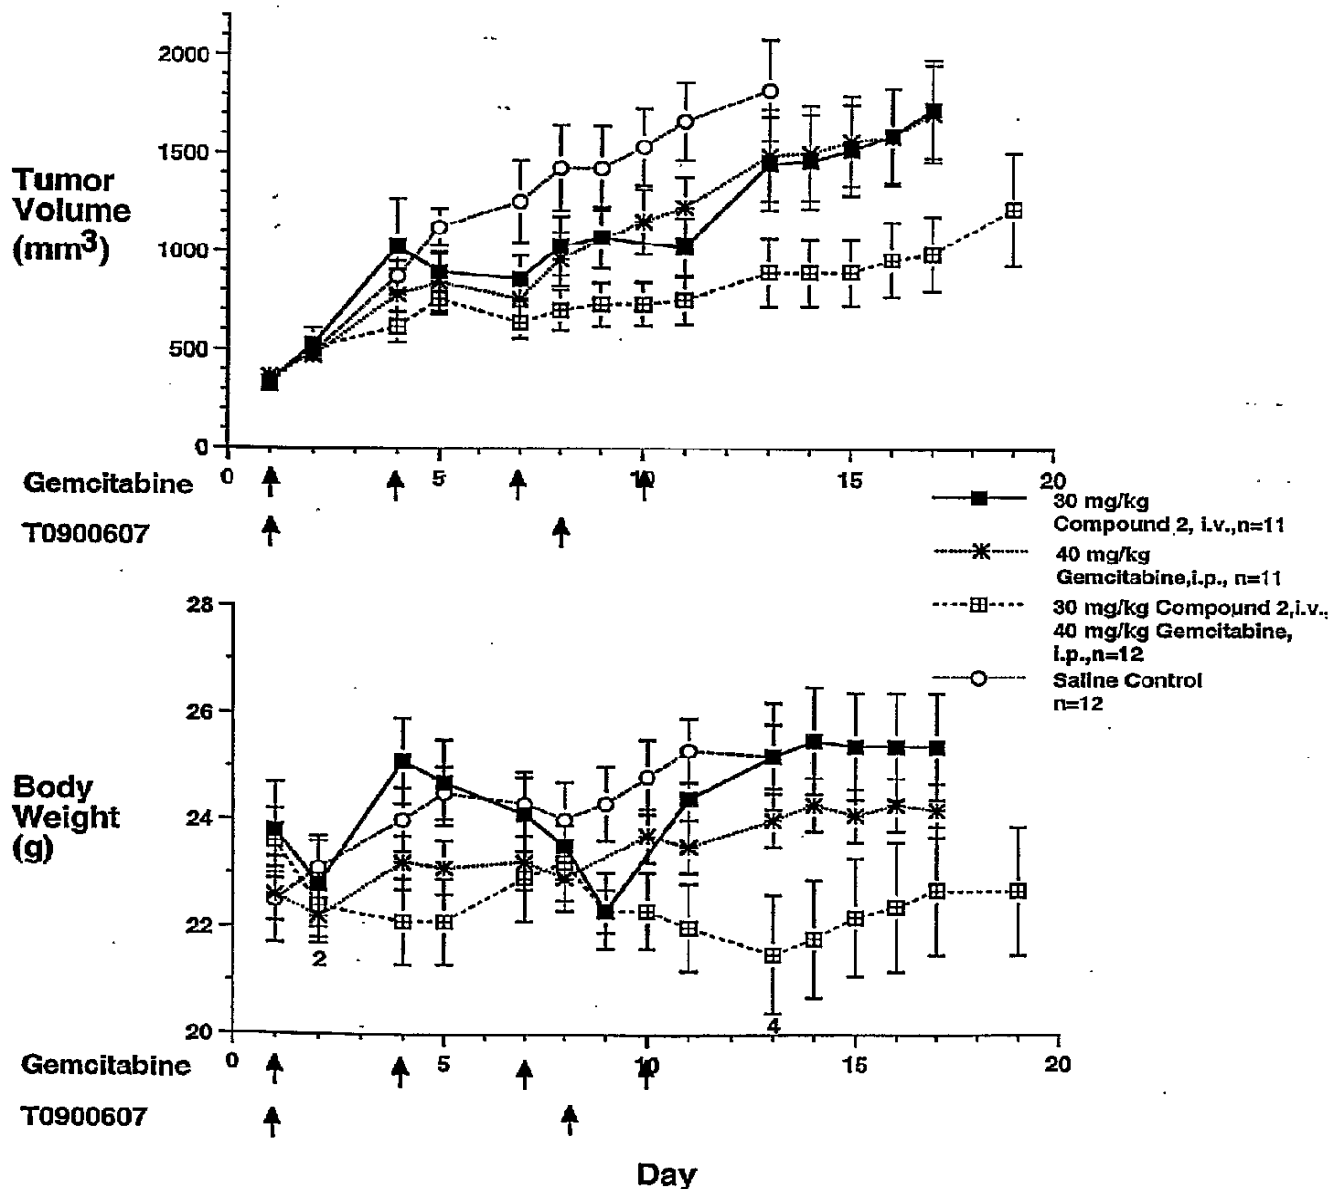 2000
1500
Tumor
Volume
(mm3)
1000
500
0
0 5 10 15 20
Gemcitabine
T0900607
30 mg/kg
Compound 2, i.v.,n=11
40 mg/kg
Gemcitabine,i.p., n=11
30 mg/kg Compound 2,i.v.,
40 mg/kg Gemcitabine,
i.p.,n=12
Saline Control
n=12
28
26
Body
Weight
(g)
24
22
2
4
20
0 5 10 15 20
Gemcitabine
T0900607
Day